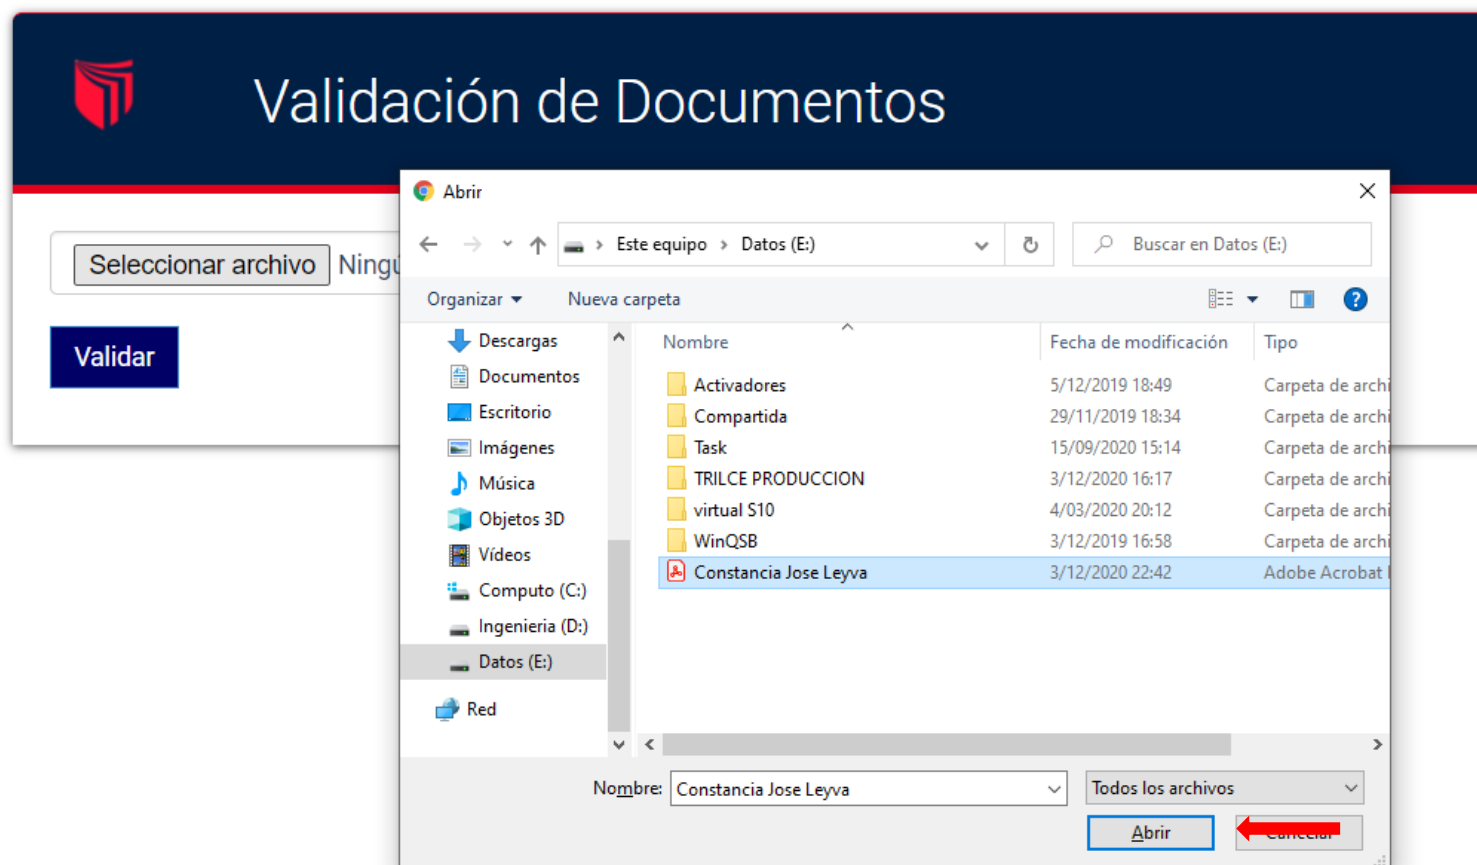 Validación de Documentos
Seleccionar archivo
Validar
Abrir
Este equipo > Datos (E:)
Buscar en Datos (E:)
Organizar
Nueva carpeta
Descargas
Documentos
Escritorio
Imágenes
Música
Objetos 3D
Vídeos
Computo (C:)
Ingenieria (D:)
Datos (E:)
Red
Nombre Fecha de modificación Tipo
Activadores 5/12/2019 18:49 Carpeta de archi
Compartida 29/11/2019 18:34 Carpeta de archi
Task 15/09/2020 15:14 Carpeta de archi
TRILCE PRODUCCION 3/12/2020 16:17 Carpeta de archi
virtual S10 4/03/2020 20:12 Carpeta de archi
WinQSB 3/12/2019 16:58 Carpeta de archi
Constancia Jose Leyva 3/12/2020 22:42 Adobe Acrobat
Nombre: Constancia Jose Leyva Todos los archivos
Abrir Cancelar